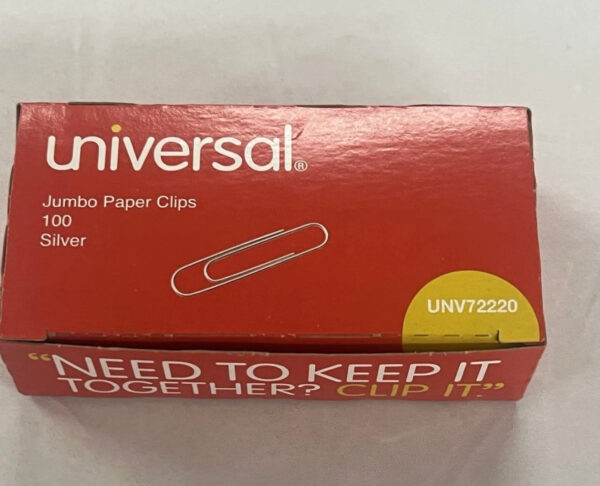 universal®
Jumbo Paper Clips
100
Silver
UNV72220
“NEED TO KEEP IT
TOGETHER? CLIP IT.”